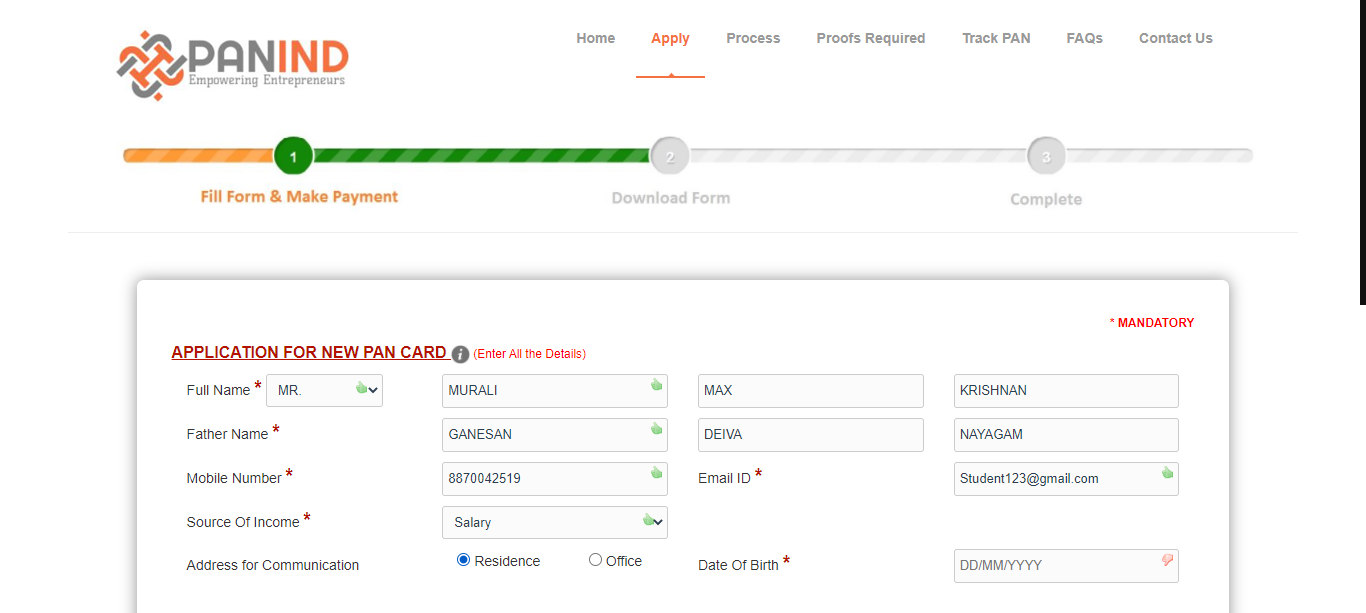 PANIND
Empowering Entrepreneurs
Home Apply Process Proofs Required Track PAN FAQs Contact Us
1 2 3
Fill Form & Make Payment Download Form Complete
* MANDATORY
APPLICATION FOR NEW PAN CARD i (Enter All the Details)
Full Name * MR. MURALI MAX KRISHNAN
Father Name * GANESAN DEIVA NAYAGAM
Mobile Number * 8870042519 Email ID * Student123@gmail.com
Source Of Income * Salary
Address for Communication Residence Office Date Of Birth * DD/MM/YYYY